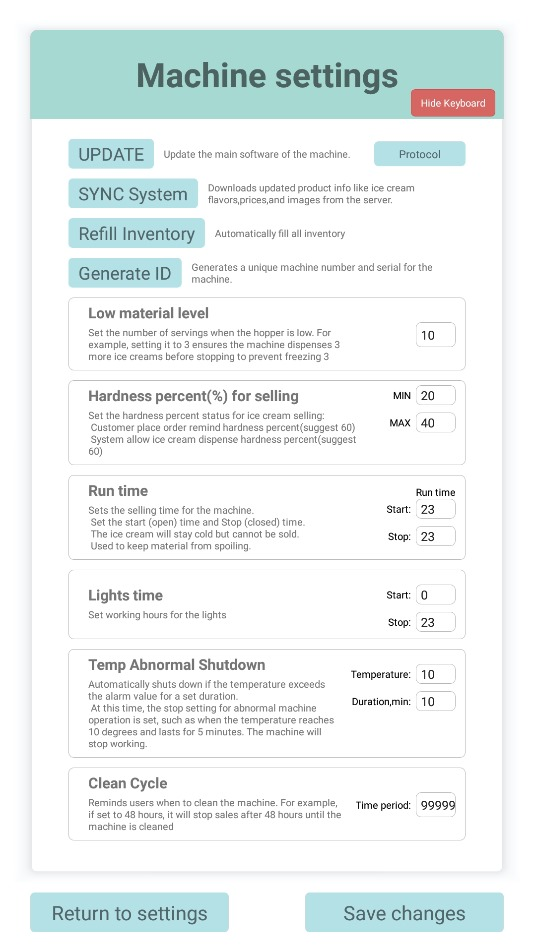 Machine settings
Hide Keyboard
UPDATE
Update the main software of the machine.
Protocol
SYNC System
Downloads updated product info like ice cream
flavors,prices,and images from the server.
Refill Inventory
Automatically fill all inventory
Generate ID
Generates a unique machine number and serial for the
machine.
Low material level
Set the number of servings when the hopper is low. For
example, setting it to 3 ensures the machine dispenses 3
more ice creams before stopping to prevent freezing 3
10
Hardness percent(%) for selling
Set the hardness percent status for ice cream selling:
Customer place order remind hardness percent(suggest 60)
System allow ice cream dispense hardness percent(suggest
60)
MIN 20
MAX 40
Run time
Sets the selling time for the machine.
Set the start (open) time and Stop (closed) time.
The ice cream will stay cold but cannot be sold.
Used to keep material from spoiling.
Run time
Start: 23
Stop: 23
Lights time
Set working hours for the lights
Start: 0
Stop: 23
Temp Abnormal Shutdown
Automatically shuts down if the temperature exceeds
the alarm value for a set duration.
At this time, the stop setting for abnormal machine
operation is set, such as when the temperature reaches
10 degrees and lasts for 5 minutes. The machine will
stop working.
Temperature: 10
Duration,min: 10
Clean Cycle
Reminds users when to clean the machine. For example,
if set to 48 hours, it will stop sales after 48 hours until the
machine is cleaned
Time period: 99999
Return to settings
Save changes